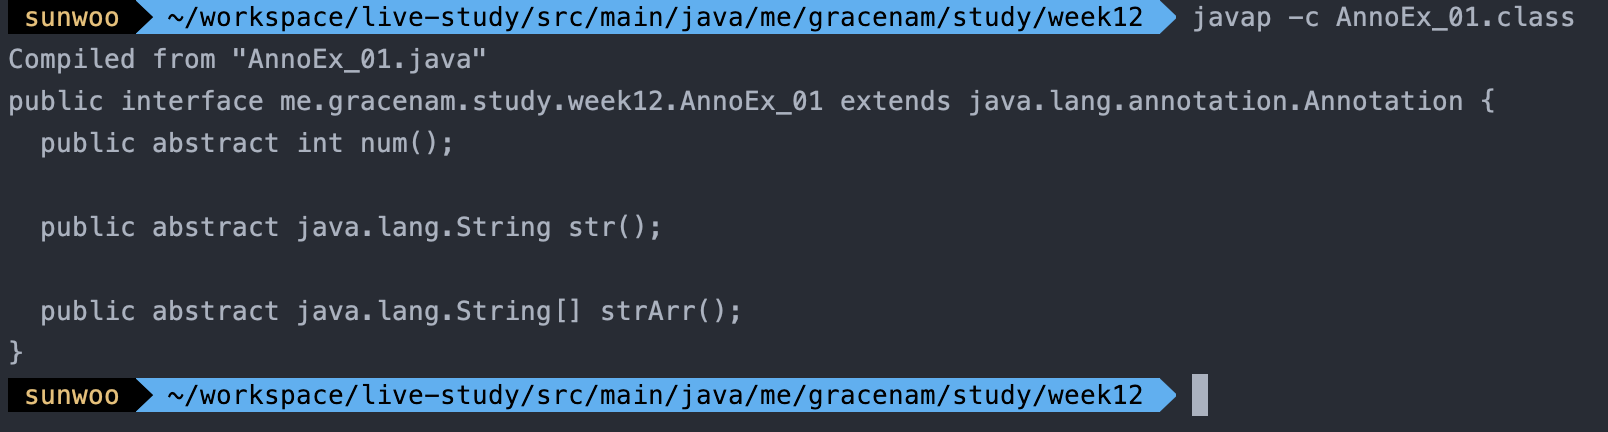 sunwoo ~/workspace/live-study/src/main/java/me/gracenam/study/week12 javap -c AnnoEx_01.class
Compiled from "AnnoEx_01.java"
public interface me.gracenam.study.week12.AnnoEx_01 extends java.lang.annotation.Annotation {
  public abstract int num();

  public abstract java.lang.String str();

  public abstract java.lang.String[] strArr();
}
sunwoo ~/workspace/live-study/src/main/java/me/gracenam/study/week12